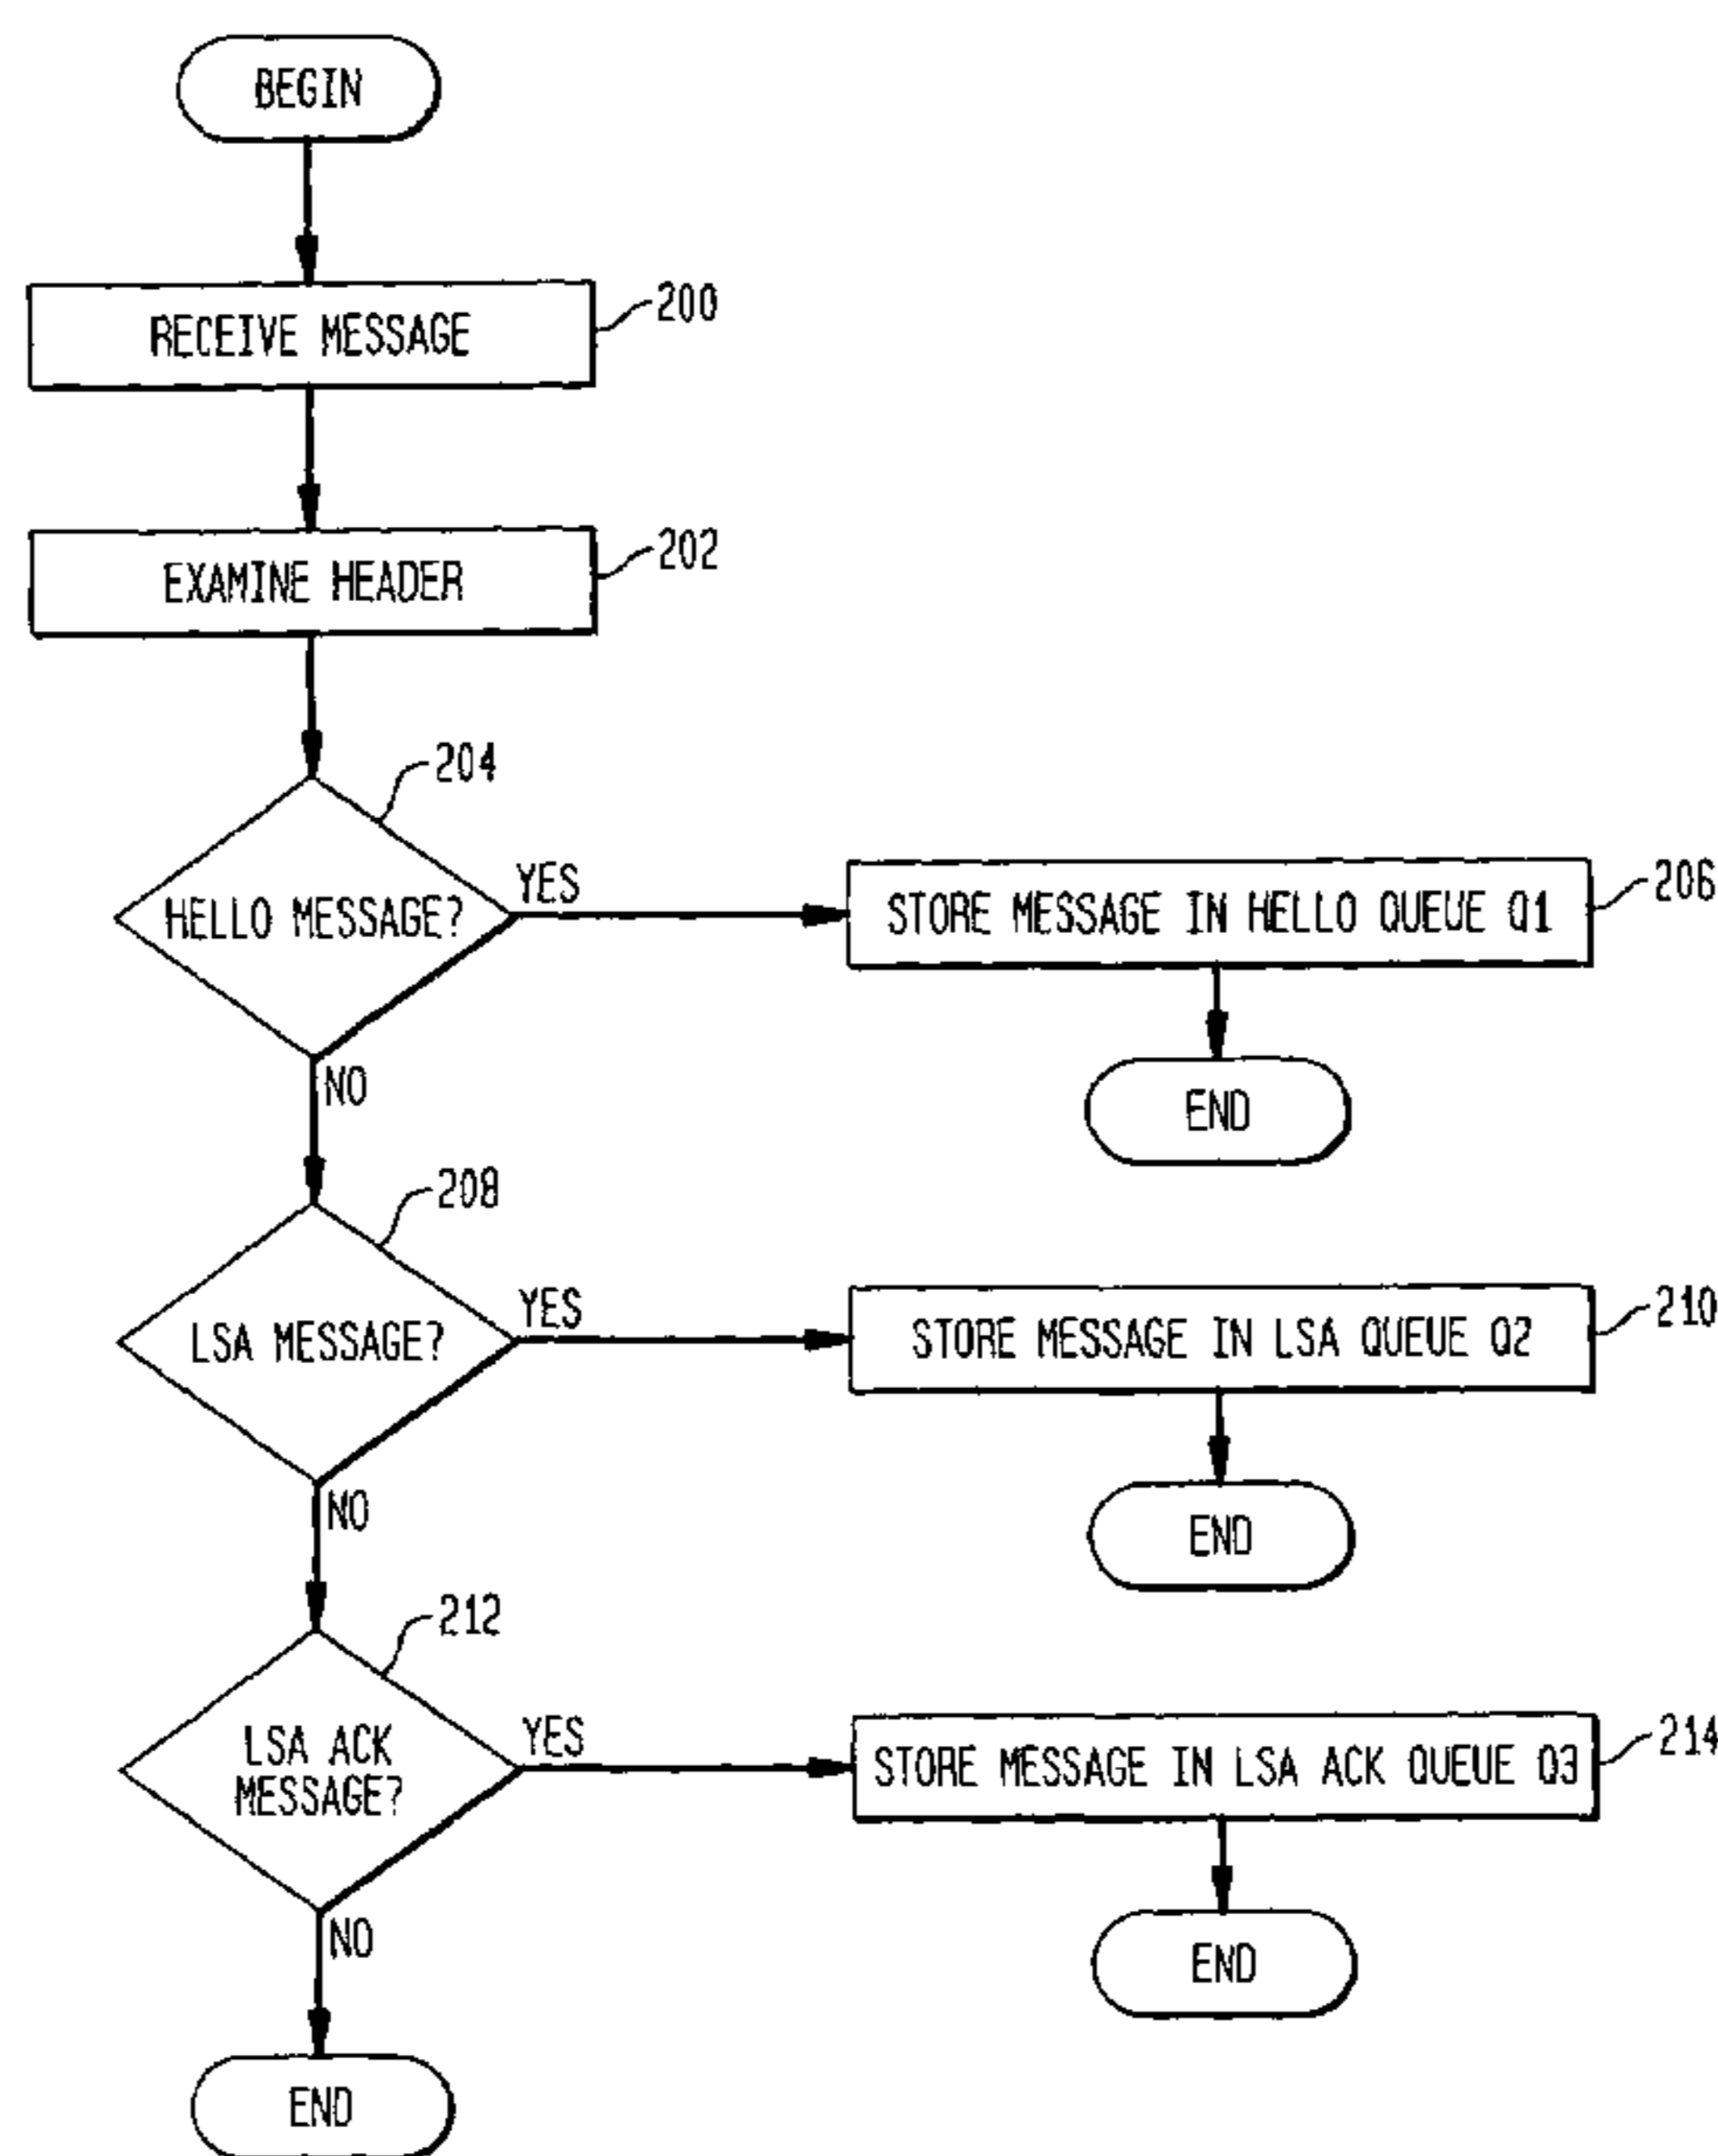 BEGIN
RECEIVE MESSAGE
200
EXAMINE HEADER
202
204
HELLO MESSAGE?
YES
STORE MESSAGE IN HELLO QUEUE Q1
206
NO
END
208
LSA MESSAGE?
YES
STORE MESSAGE IN LSA QUEUE Q2
210
NO
END
212
LSA ACK
MESSAGE?
YES
STORE MESSAGE IN LSA ACK QUEUE Q3
214
NO
END
END